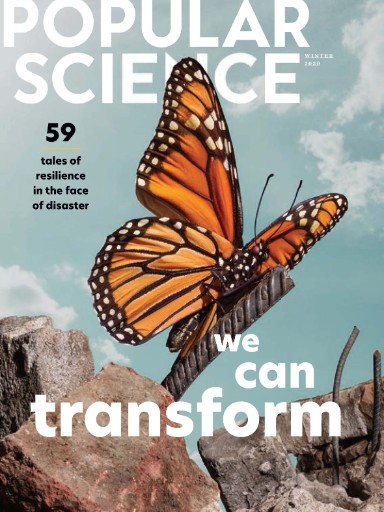 POPULAR
SCIENCE
WINTER
2020
59
tales of
resilience
in the face
of disaster
we
can
transform